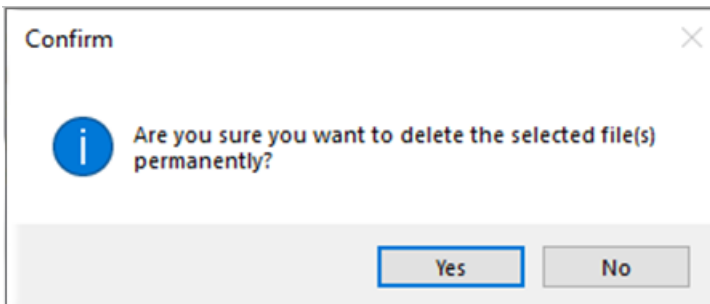 Confirm
Are you sure you want to delete the selected file(s)
permanently?
Yes
No